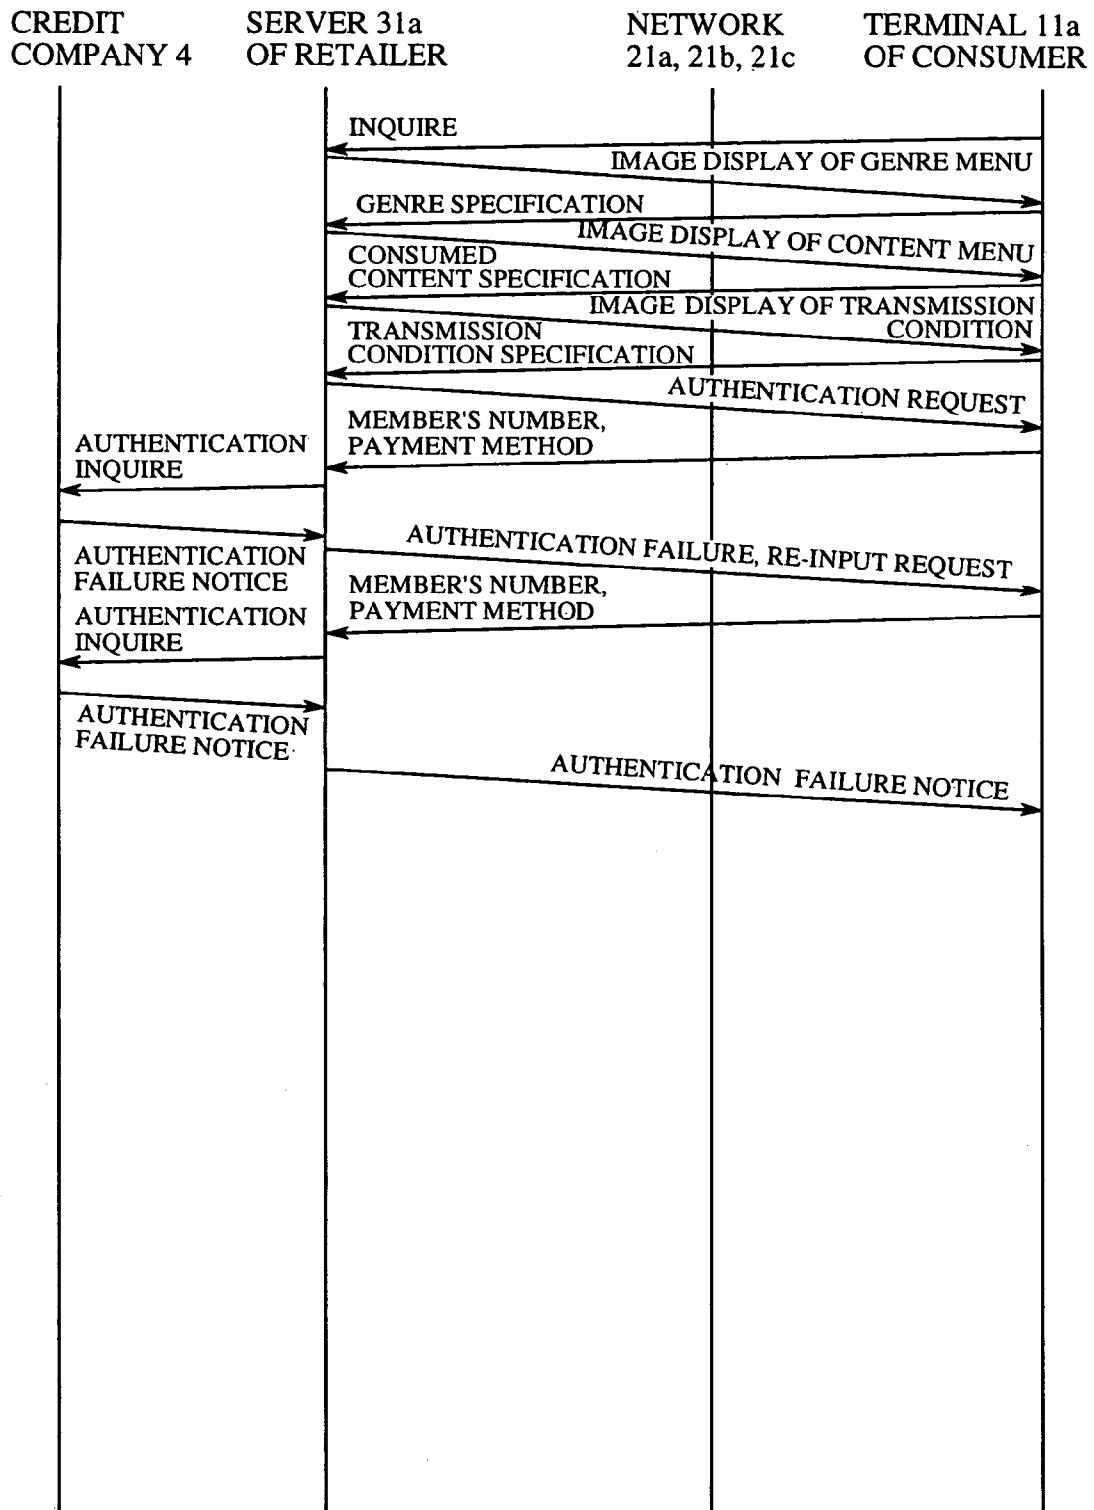 CREDIT
COMPANY 4
SERVER 31a
OF RETAILER
NETWORK
21a, 21b, 21c
TERMINAL 11a
OF CONSUMER
INQUIRE
IMAGE DISPLAY OF GENRE MENU
GENRE SPECIFICATION
IMAGE DISPLAY OF CONTENT MENU
CONSUMED
CONTENT SPECIFICATION
IMAGE DISPLAY OF TRANSMISSION
CONDITION
TRANSMISSION
CONDITION SPECIFICATION
AUTHENTICATION REQUEST
MEMBER'S NUMBER,
PAYMENT METHOD
AUTHENTICATION
INQUIRE
AUTHENTICATION FAILURE, RE-INPUT REQUEST
AUTHENTICATION
FAILURE NOTICE
MEMBER'S NUMBER,
PAYMENT METHOD
AUTHENTICATION
INQUIRE
AUTHENTICATION
FAILURE NOTICE
AUTHENTICATION FAILURE NOTICE